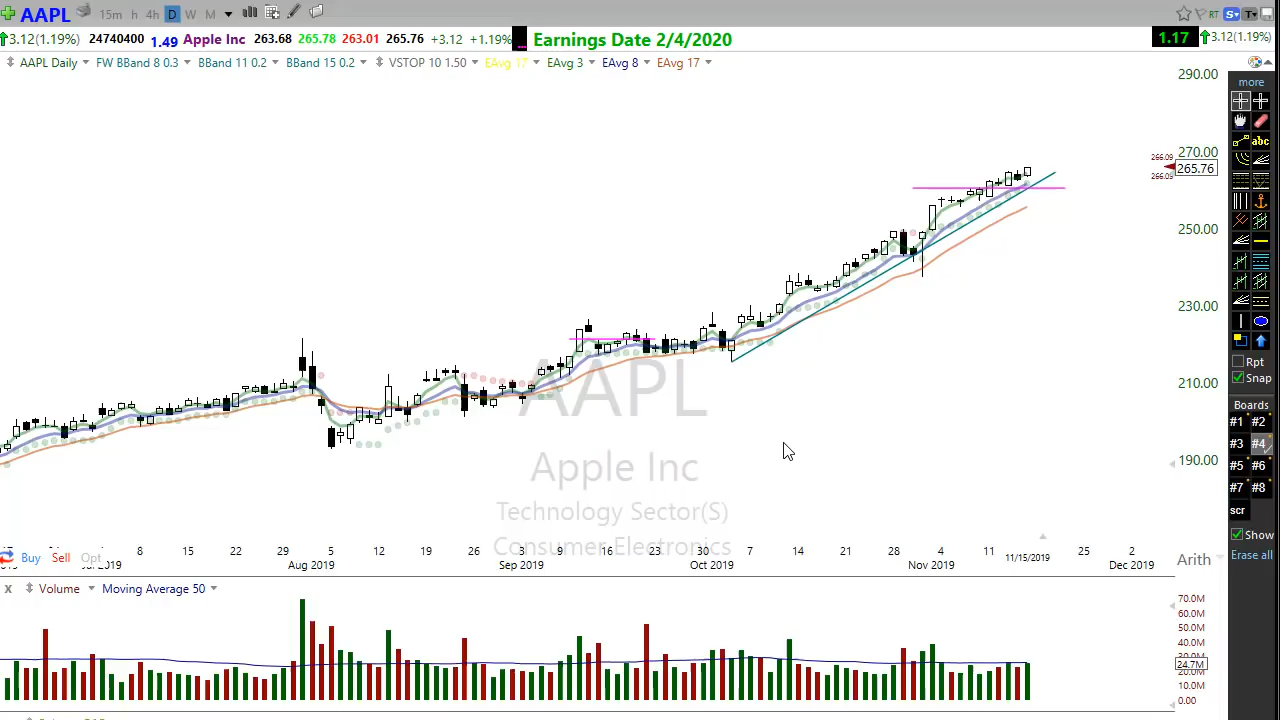 AAPL 15m h 4h D W M RT S T
3.12(1.19%) 24740400 1.49 Apple Inc 263.68 265.78 263.01 265.76 +3.12 +1.19% Earnings Date 2/4/2020 1.17 3.12(1.19%)
AAPL Daily FW BBand 8 0.3 BBand 11 0.2 BBand 15 0.2 VSTOP 10 1.50 EAvg 17 EAvg 3 EAvg 8 EAvg 17
290.00
270.00
265.76
250.00
230.00
210.00
190.00
more
abc
Rpt
Snap
Boards
#1 #2
#3 #4
#5 #6
#7 #8
scr
Show
Erase all
AAPL
Apple Inc
Technology Sector(S)
Consumer Electronics
Buy Sell Opt
8 15 22 29 5 12 19 26 3 9 16 23 30 7 14 21 28 4 11 11/15/2019 25 2
Aug 2019 Sep 2019 Oct 2019 Nov 2019 Dec 2019
Arith
X Volume Moving Average 50
70.0M
60.0M
50.0M
40.0M
30.0M
24.7M
20.0M
10.0M
0.00